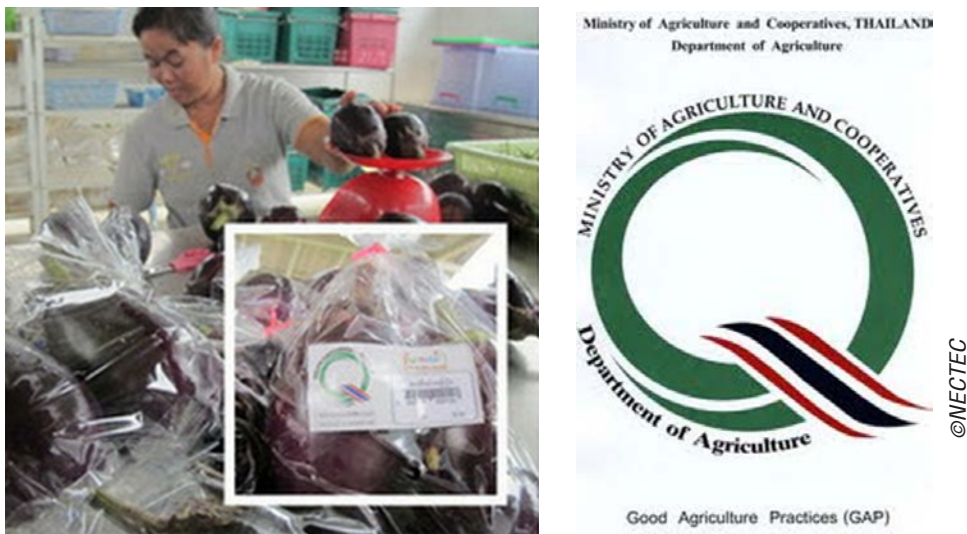 Ministry of Agriculture and Cooperatives, THAILAND
Department of Agriculture
MINISTRY OF AGRICULTURE AND COOPERATIVES
Department of Agriculture
Good Agriculture Practices (GAP)
©NECTEC